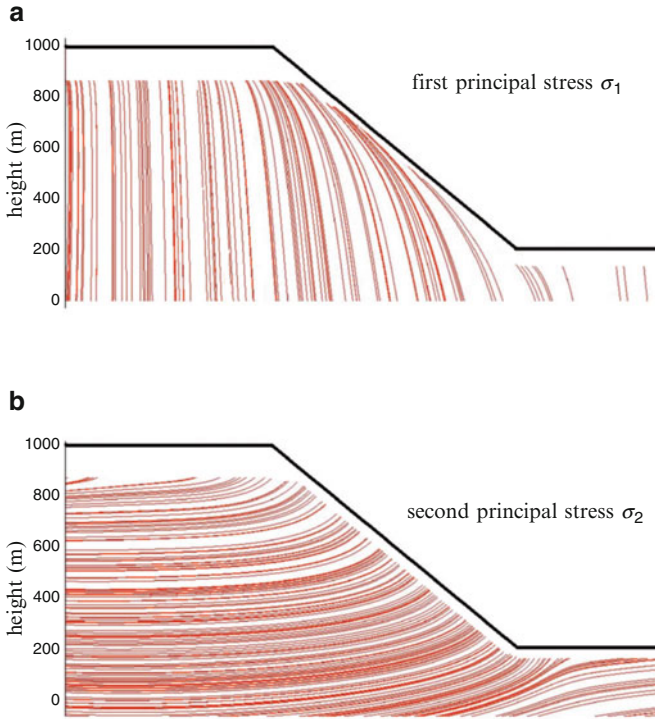 a
1000
800
600
400
200
0
height (m)
first principal stress σ1
b
1000
800
600
400
200
0
height (m)
second principal stress σ2